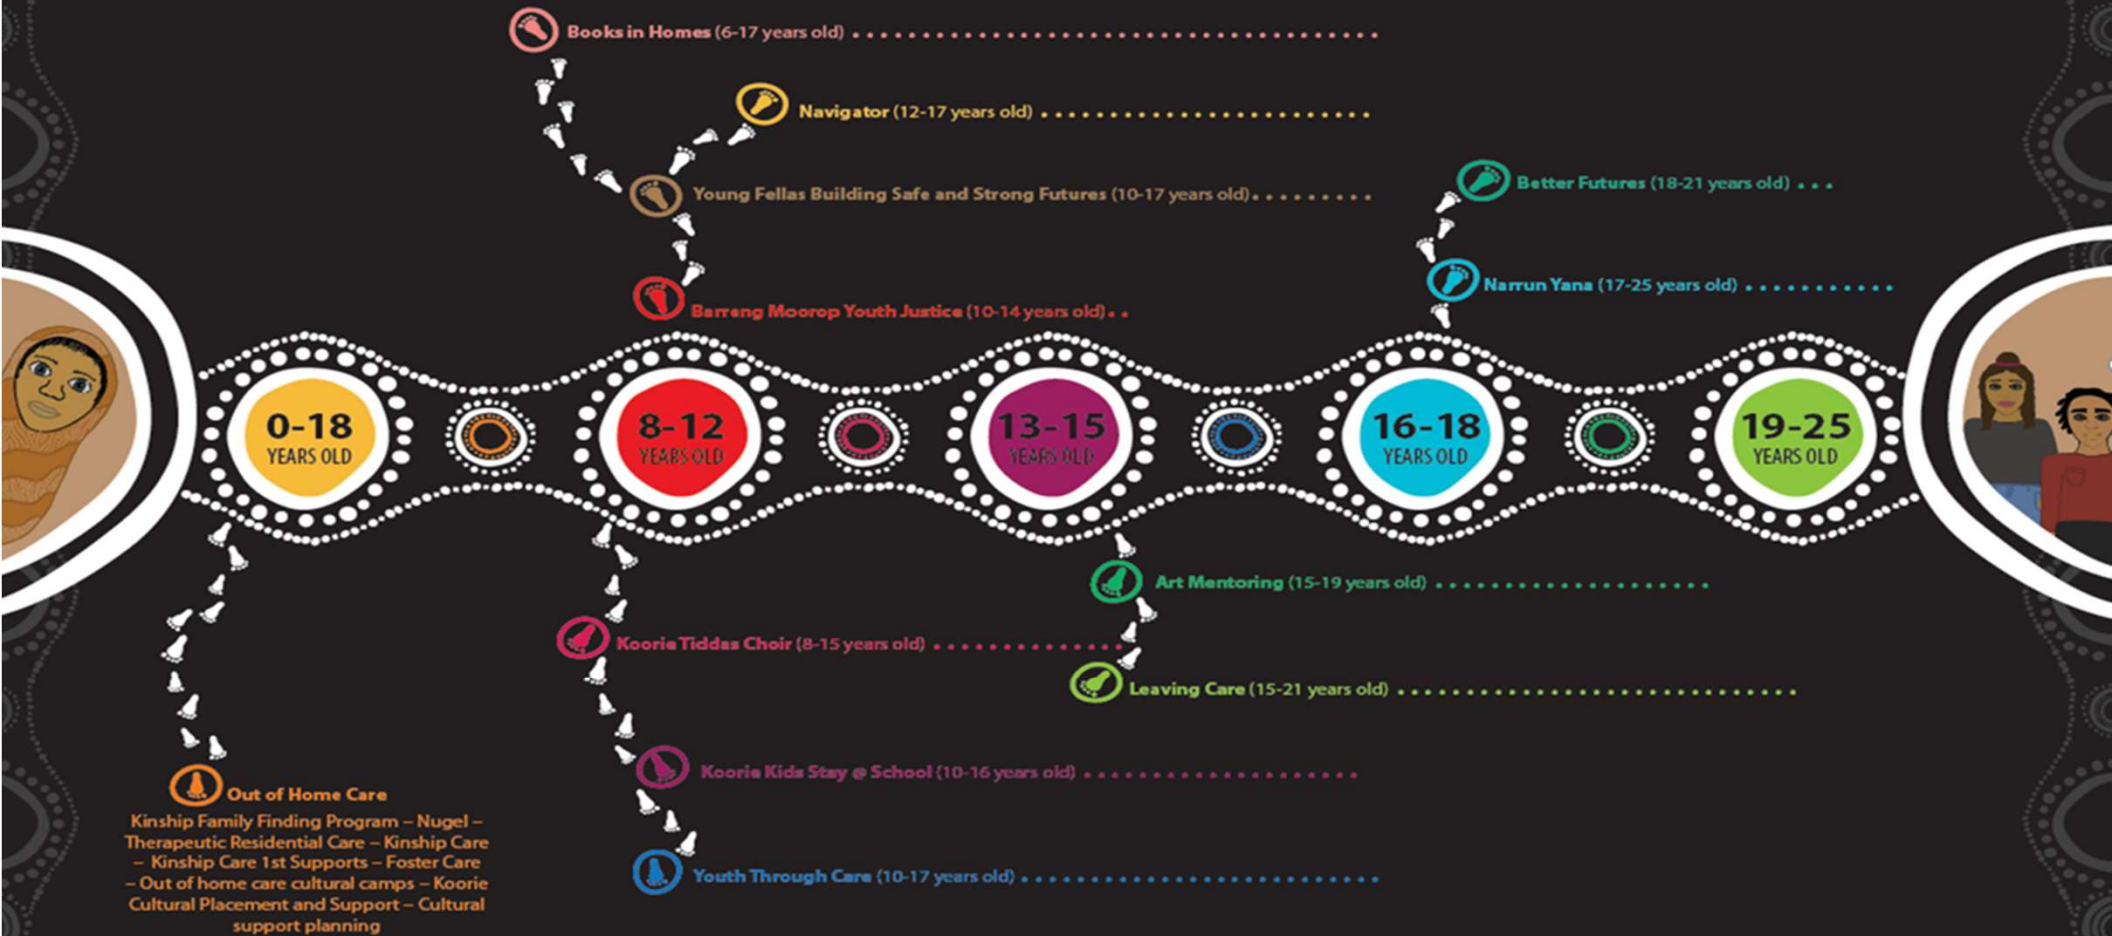 Books in Homes (6-17 years old)
Navigator (12-17 years old)
Young Fellas Building Safe and Strong Futures (10-17 years old)
Better Futures (18-21 years old)
Narrun Yana (17-25 years old)
Barreng Moorop Youth Justice (10-14 years old)
0-18
YEARS OLD
8-12
YEARS OLD
13-15
YEARS OLD
16-18
YEARS OLD
19-25
YEARS OLD
Art Mentoring (15-19 years old)
Koorie Tiddas Choir (8-15 years old)
Leaving Care (15-21 years old)
Koorie Kids Stay @ School (10-16 years old)
Youth Through Care (10-17 years old)
Out of Home Care
Kinship Family Finding Program – Nugel –
Therapeutic Residential Care – Kinship Care
– Kinship Care 1st Supports – Foster Care
– Out of home care cultural camps – Koorie
Cultural Placement and Support – Cultural
support planning